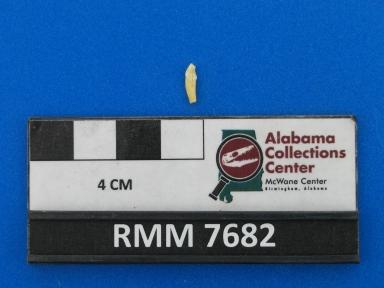 4 CM
Alabama
Collections
Center
McWane Center
Birmingham, Alabama
RMM 7682